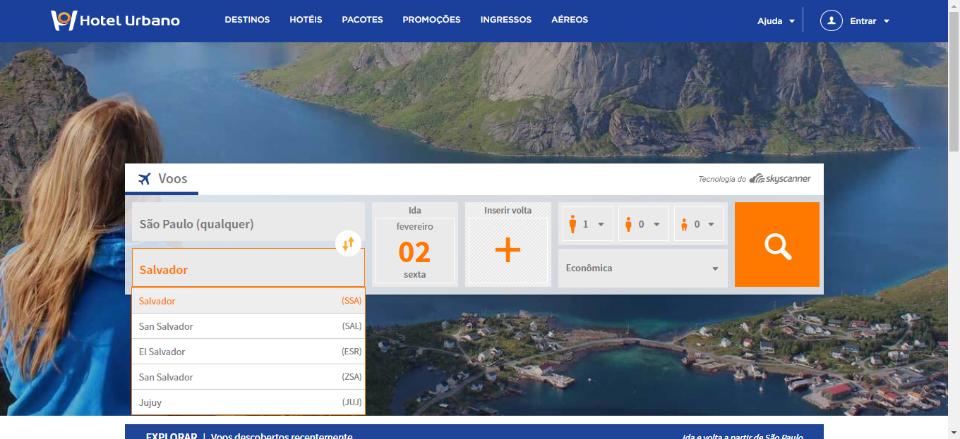 Hotel Urbano
DESTINOS HOTÉIS PACOTES PROMOÇÕES INGRESSOS AÉREOS
Ajuda Entrar
Voos
Tecnologia do skyscanner
São Paulo (qualquer)
Salvador
Salvador (SSA)
San Salvador (SAL)
El Salvador (ESR)
San Salvador (ZSA)
Jujuy (JUJ)
Ida
fevereiro
02
sexta
Inserir volta
1 0 0
Econômica
EXPLORAR | Voos descobertos recentemente
Ida e volta a partir de São Paulo